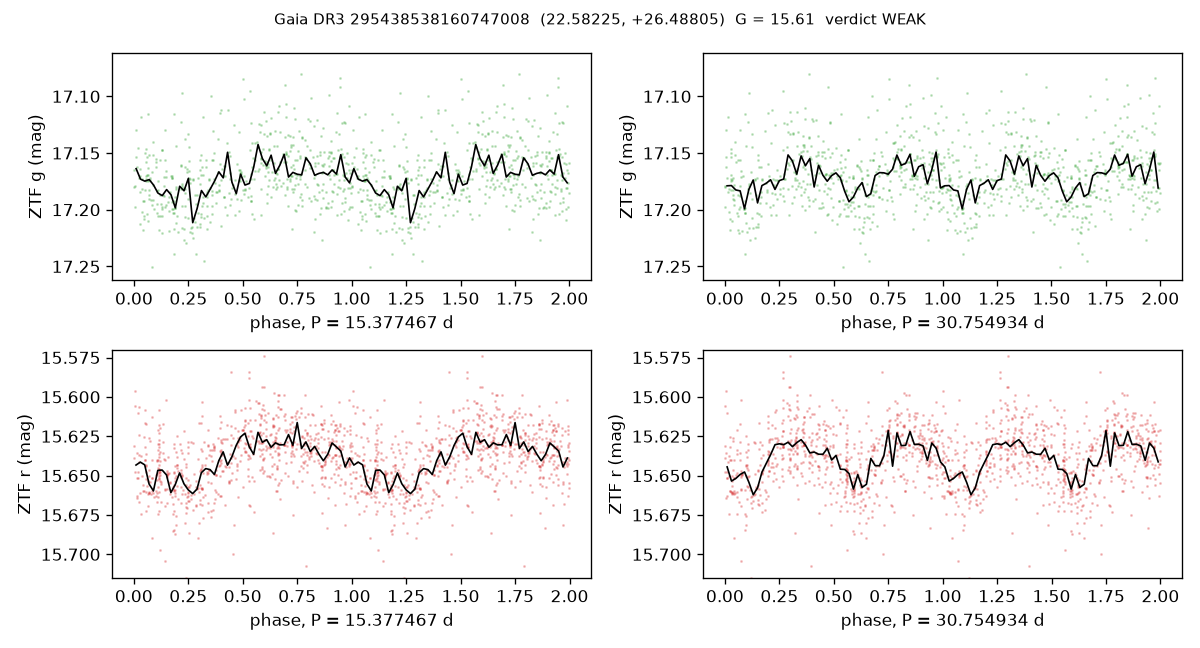 Gaia DR3 295438538160747008 (22.58225, +26.48805) G = 15.61 verdict WEAK
ZTF g (mag)
17.10
17.15
17.20
17.25
0.00 0.25 0.50 0.75 1.00 1.25 1.50 1.75 2.00
phase, P = 15.377467 d
ZTF g (mag)
17.10
17.15
17.20
17.25
0.00 0.25 0.50 0.75 1.00 1.25 1.50 1.75 2.00
phase, P = 30.754934 d
ZTF r (mag)
15.575
15.600
15.625
15.650
15.675
15.700
0.00 0.25 0.50 0.75 1.00 1.25 1.50 1.75 2.00
phase, P = 15.377467 d
ZTF r (mag)
15.575
15.600
15.625
15.650
15.675
15.700
0.00 0.25 0.50 0.75 1.00 1.25 1.50 1.75 2.00
phase, P = 30.754934 d